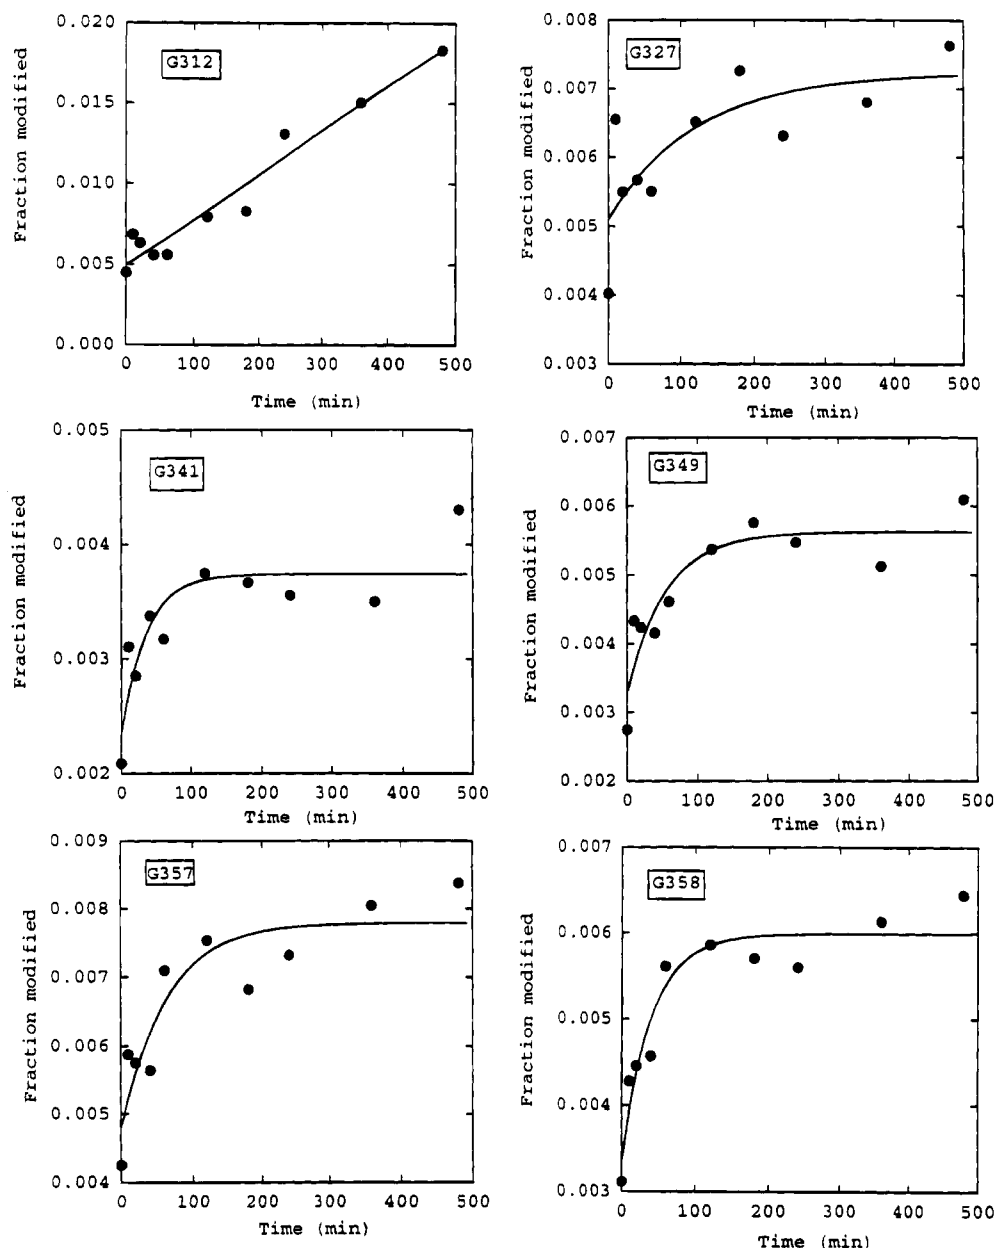 G312
Fraction modified
0.020
0.015
0.010
0.005
0.000
0 100 200 300 400 500
Time (min)
G327
Fraction modified
0.008
0.007
0.006
0.005
0.004
0.003
0 100 200 300 400 500
Time (min)
G341
Fraction modified
0.005
0.004
0.003
0.002
0 100 200 300 400 500
Time (min)
G349
Fraction modified
0.007
0.006
0.005
0.004
0.003
0.002
0 100 200 300 400 500
Time (min)
G357
Fraction modified
0.009
0.008
0.007
0.006
0.005
0.004
0 100 200 300 400 500
Time (min)
G358
Fraction modified
0.007
0.006
0.005
0.004
0.003
0 100 200 300 400 500
Time (min)